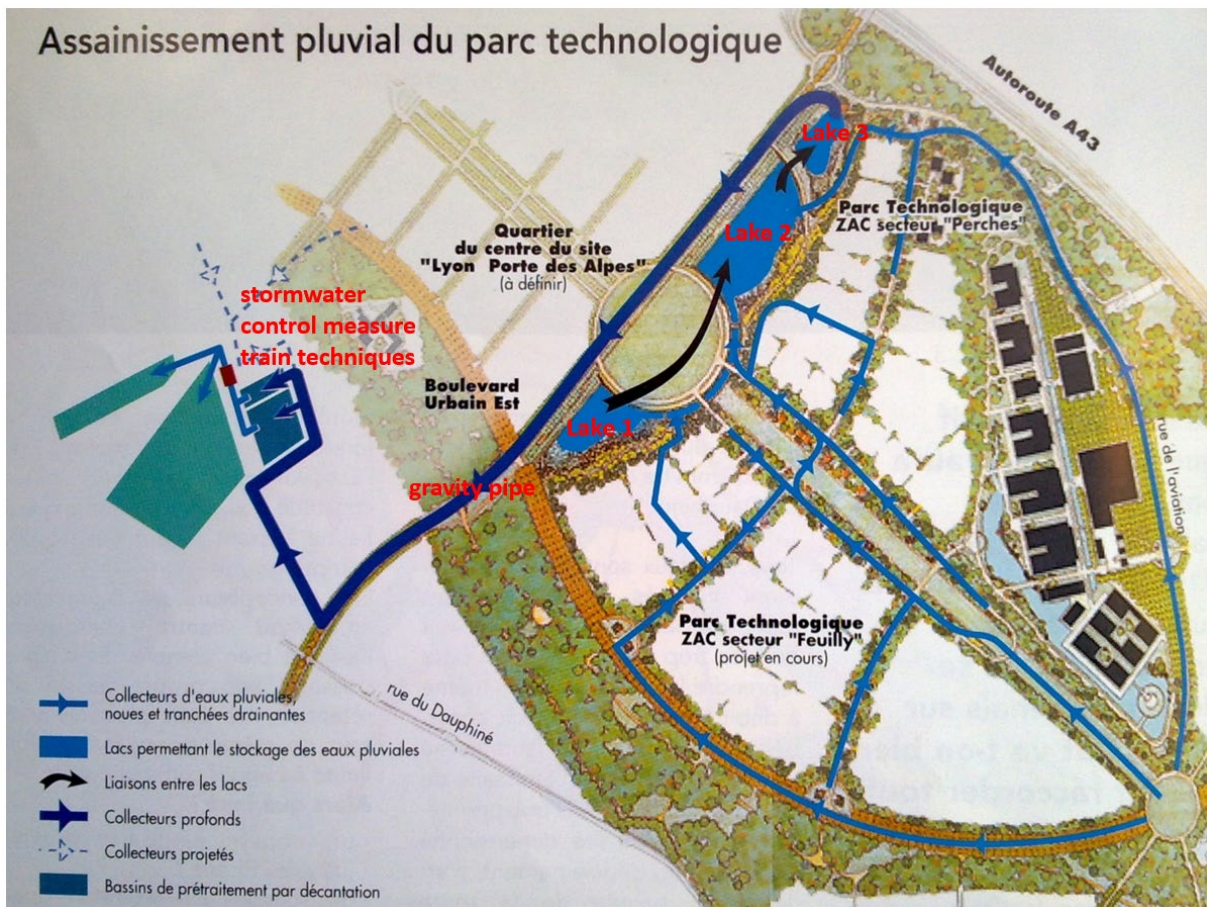 Assainissement pluvial du parc technologique
Autoroute A43
Lake 3
Parc Technologique
ZAC secteur "Perches"
Lake 2
Quartier
du centre du site
"Lyon Porte des Alpes"
(à définir)
stormwater
control measure
train techniques
Boulevard
Urbain Est
Lake 1
gravity pipe
rue de l'aviation
Parc Technologique
ZAC secteur "Feuilly"
(projet en cours)
rue du Dauphiné
Collecteurs d'eaux pluviales,
noues et tranchées drainantes
Lacs permettant le stockage des eaux pluviales
Liaisons entre les lacs
Collecteurs profonds
Collecteurs projetés
Bassins de prétraitement par décantation